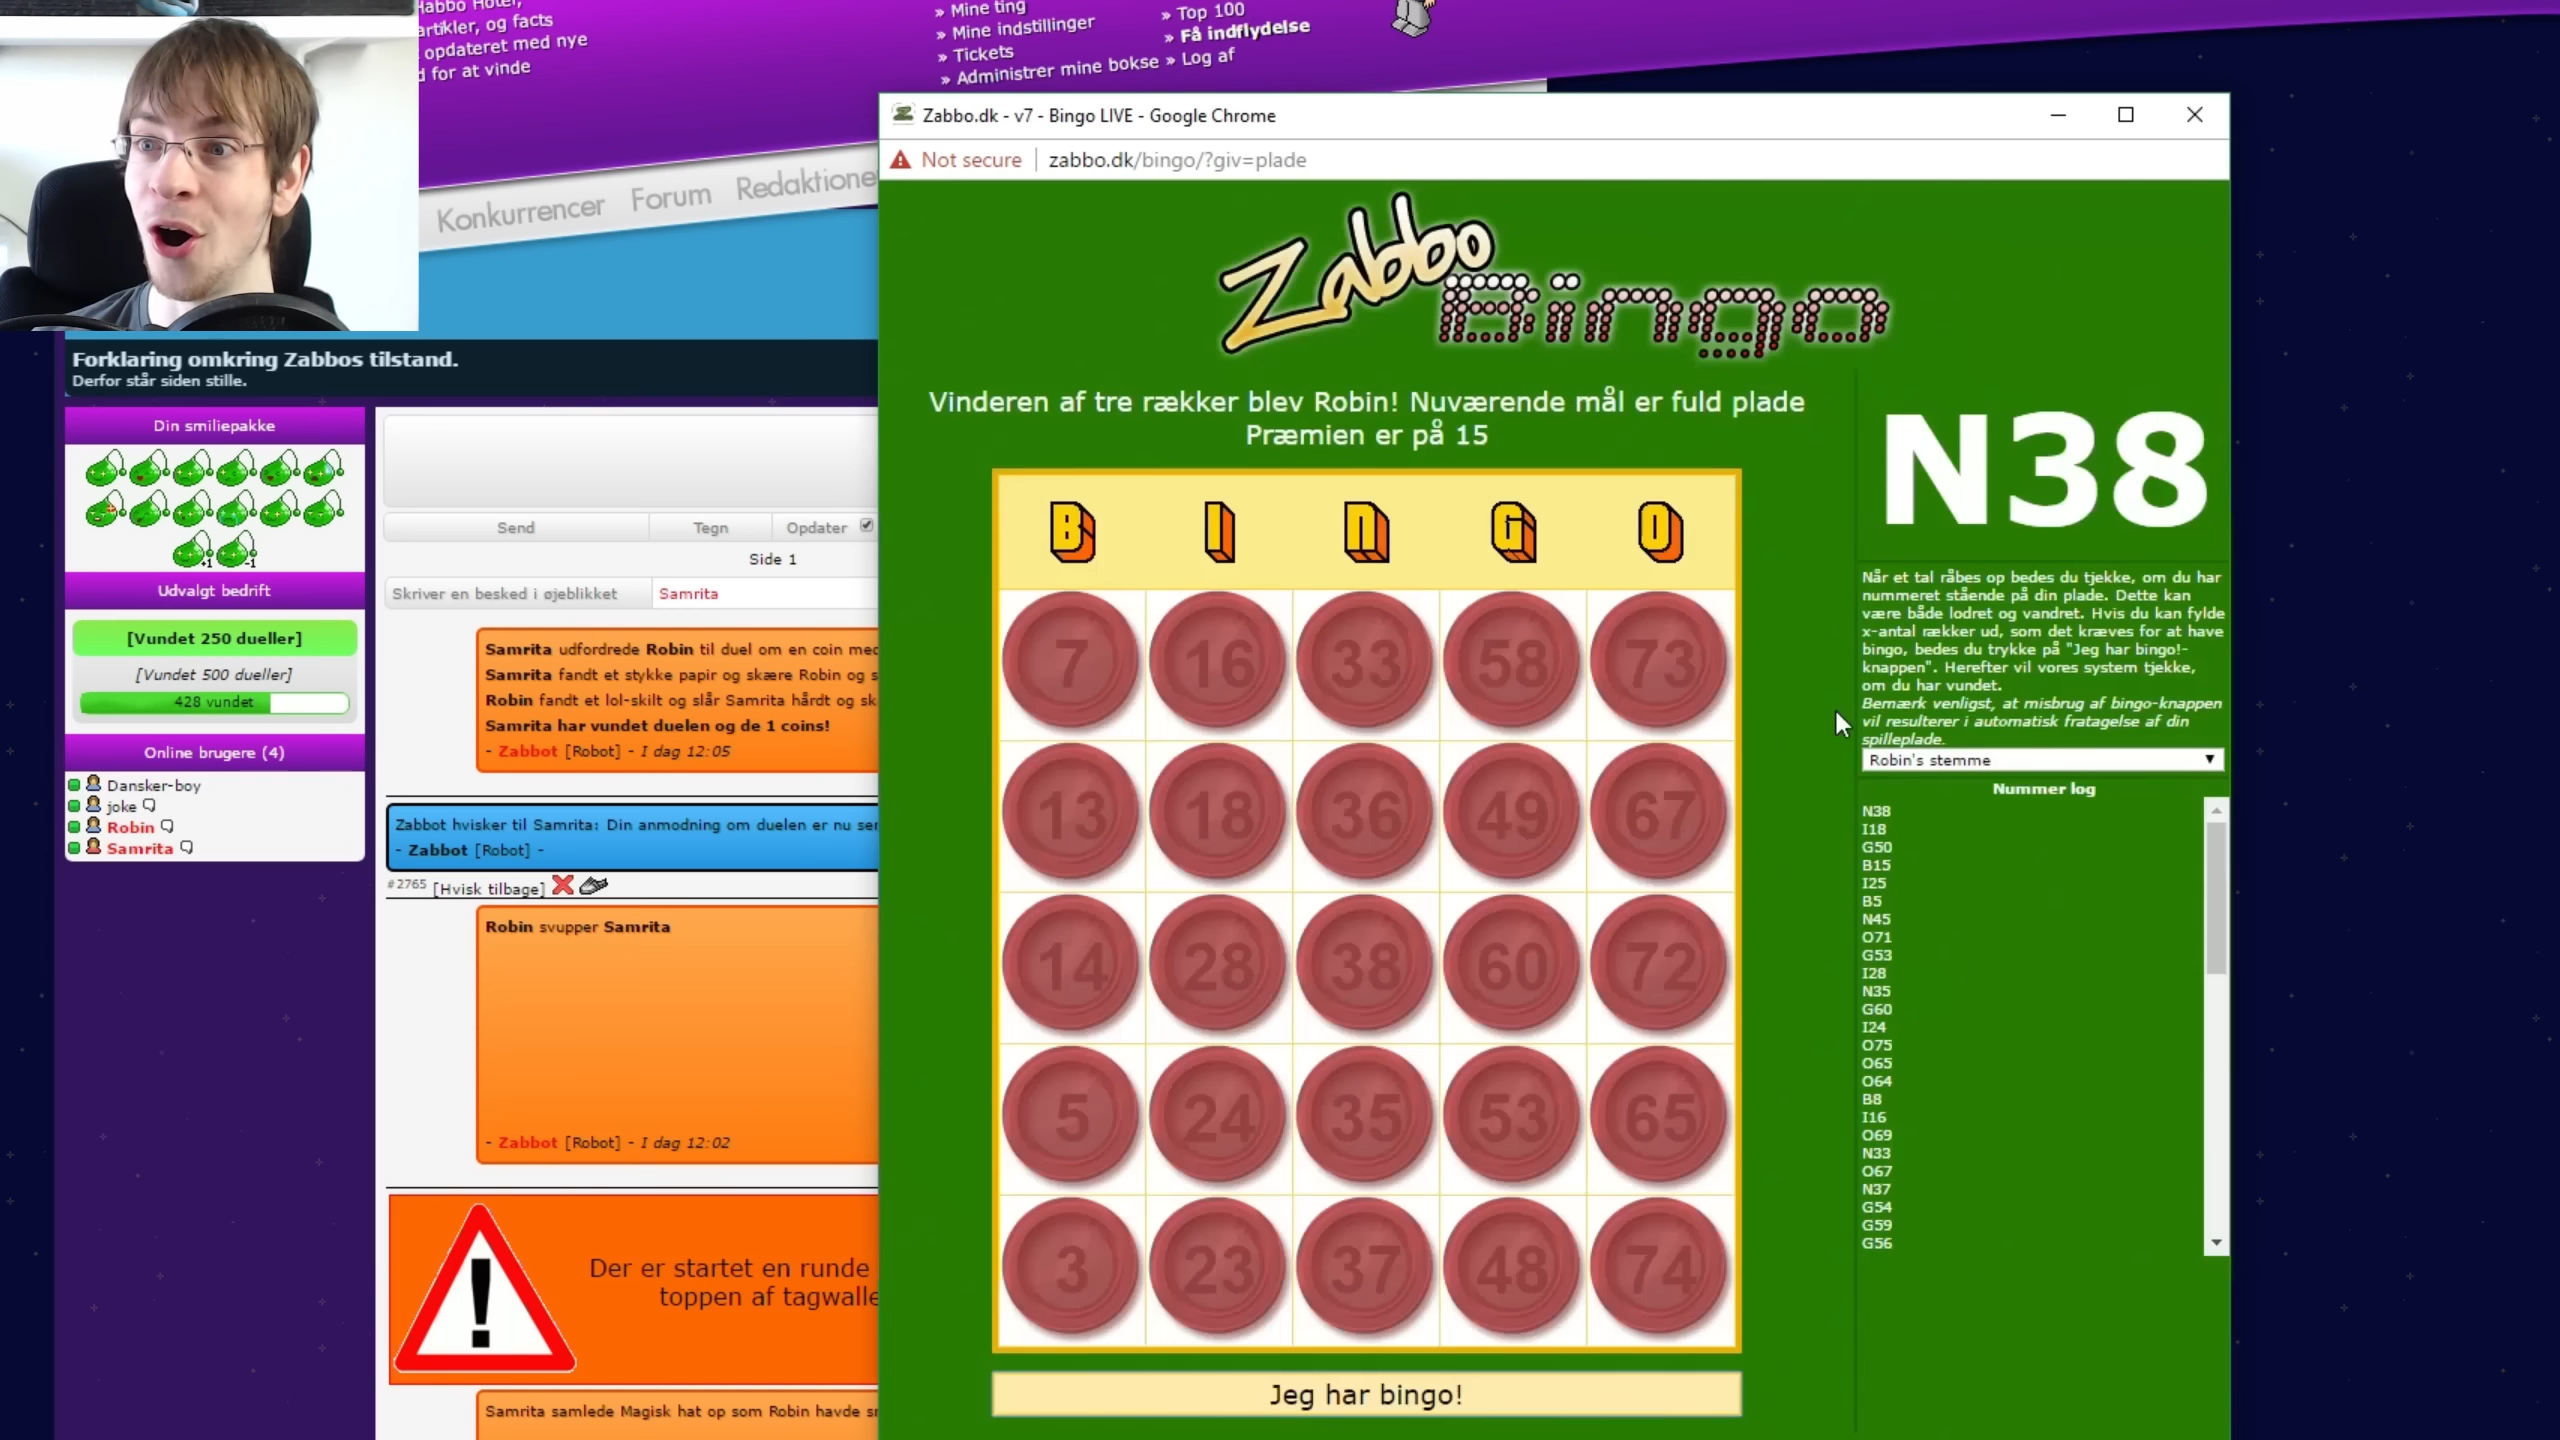 Habbo Hotel,
artikler, og facts
opdateret med nye
d for at vinde
» Mine ting
» Mine indstillinger
» Tickets
» Administrer mine bokse
» Top 100
» Få indflydelse
» Log af
Konkurrencer Forum Redaktione
Forklaring omkring Zabbos tilstand.
Derfor står siden stille.
Din smiliepakke
+1 -1
Udvalgt bedrift
[Vundet 250 dueller]
[Vundet 500 dueller]
428 vundet
Online brugere (4)
Dansker-boy
joke
Robin
Samrita
Send Tegn Opdater
Side 1
Skriver en besked i øjeblikket Samrita
Samrita udfordrede Robin til duel om en coin med
Samrita fandt et stykke papir og skære Robin og s
Robin fandt et lol-skilt og slår Samrita hårdt og sk
Samrita har vundet duelen og de 1 coins!
- Zabbot [Robot] - I dag 12:05
Zabbot hvisker til Samrita: Din anmodning om duelen er nu sen
- Zabbot [Robot] -
#2765 [Hvisk tilbage]
Robin svupper Samrita
- Zabbot [Robot] - I dag 12:02
Der er startet en runde
toppen af tagwalle
Samrita samlede Magisk hat op som Robin havde sm
Zabbo.dk - v7 - Bingo LIVE - Google Chrome
Not secure zabbo.dk/bingo/?giv=plade
Zabbo
Bingo
Vinderen af tre rækker blev Robin! Nuværende mål er fuld plade
Præmien er på 15
B I N G O
7 16 33 58 73
13 18 36 49 67
14 28 38 60 72
5 24 35 53 65
3 23 37 48 74
Jeg har bingo!
N38
Når et tal råbes op bedes du tjekke, om du har
nummeret stående på din plade. Dette kan
være både lodret og vandret. Hvis du kan fylde
x-antal rækker ud, som det kræves for at have
bingo, bedes du trykke på "Jeg har bingo!-
knappen". Herefter vil vores system tjekke,
om du har vundet.
Bemærk venligst, at misbrug af bingo-knappen
vil resulterer i automatisk fratagelse af din
spilleplade.
Robin's stemme
Nummer log
N38
I18
G50
B15
I25
B5
N45
O71
G53
I28
N35
G60
I24
O75
O65
O64
B8
I16
O69
N33
O67
N37
G54
G59
G56